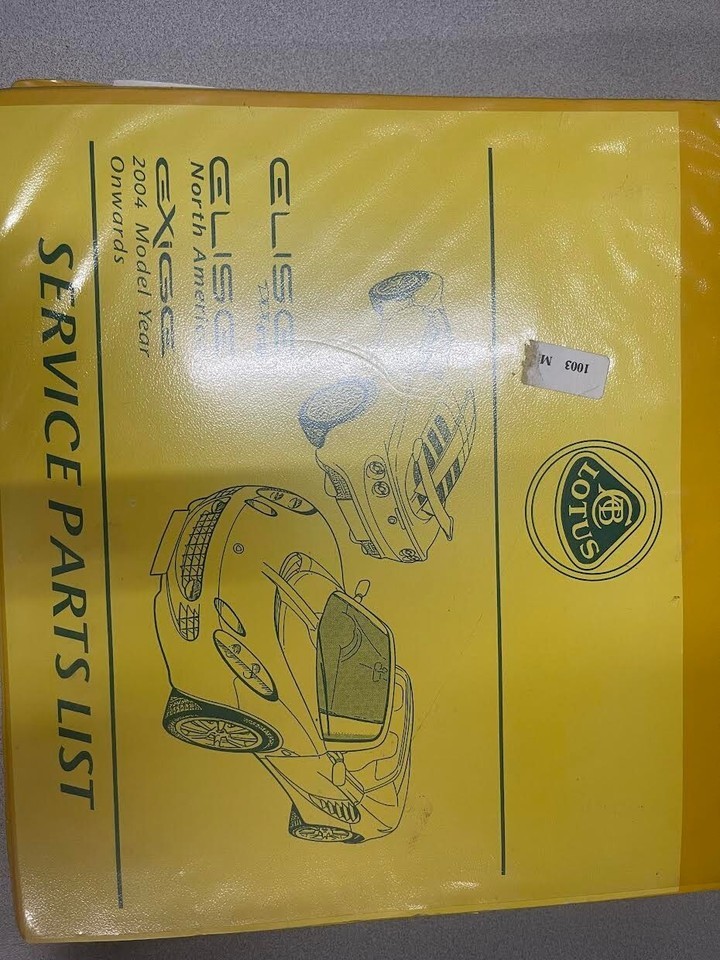 LOTUS
1003
ELISE
ELISE
North America
EXIGE
2004 Model Year
Onwards
SERVICE PARTS LIST